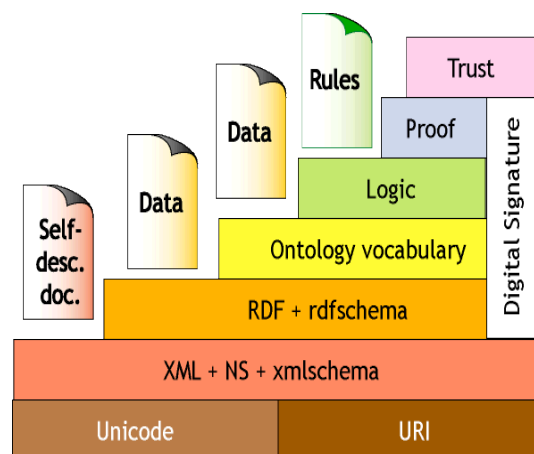 Trust
Rules
Proof
Data
Logic
Data
Digital Signature
Self-
desc.
doc.
Ontology vocabulary
RDF + rdfschema
XML + NS + xmlschema
Unicode
URI